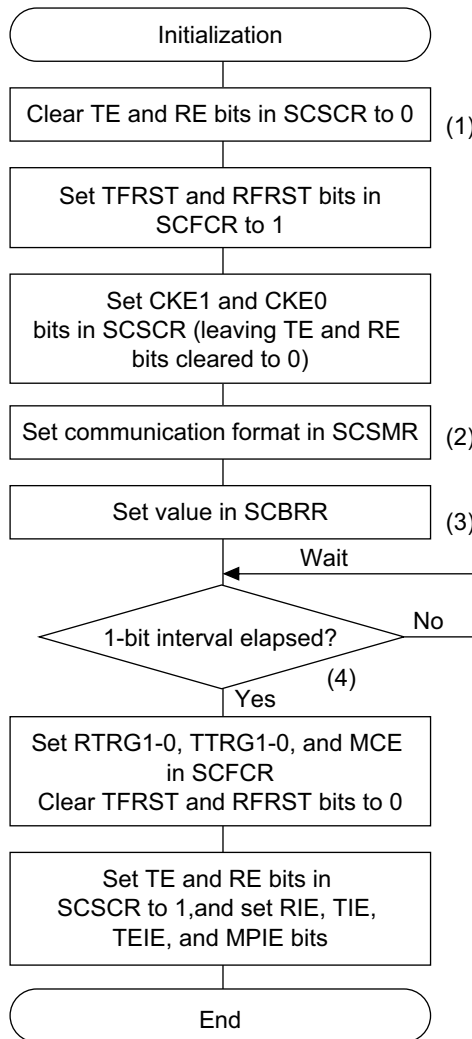 Initialization
Clear TE and RE bits in SCSCR to 0
(1)
Set TFRST and RFRST bits in
SCFCR to 1
Set CKE1 and CKE0
bits in SCSCR (leaving TE and RE
bits cleared to 0)
Set communication format in SCSMR
(2)
Set value in SCBRR
(3)
Wait
1-bit interval elapsed?
No
(4)
Yes
Set RTRG1-0, TTRG1-0, and MCE
in SCFCR
Clear TFRST and RFRST bits to 0
Set TE and RE bits in
SCSCR to 1,and set RIE, TIE,
TEIE, and MPIE bits
End